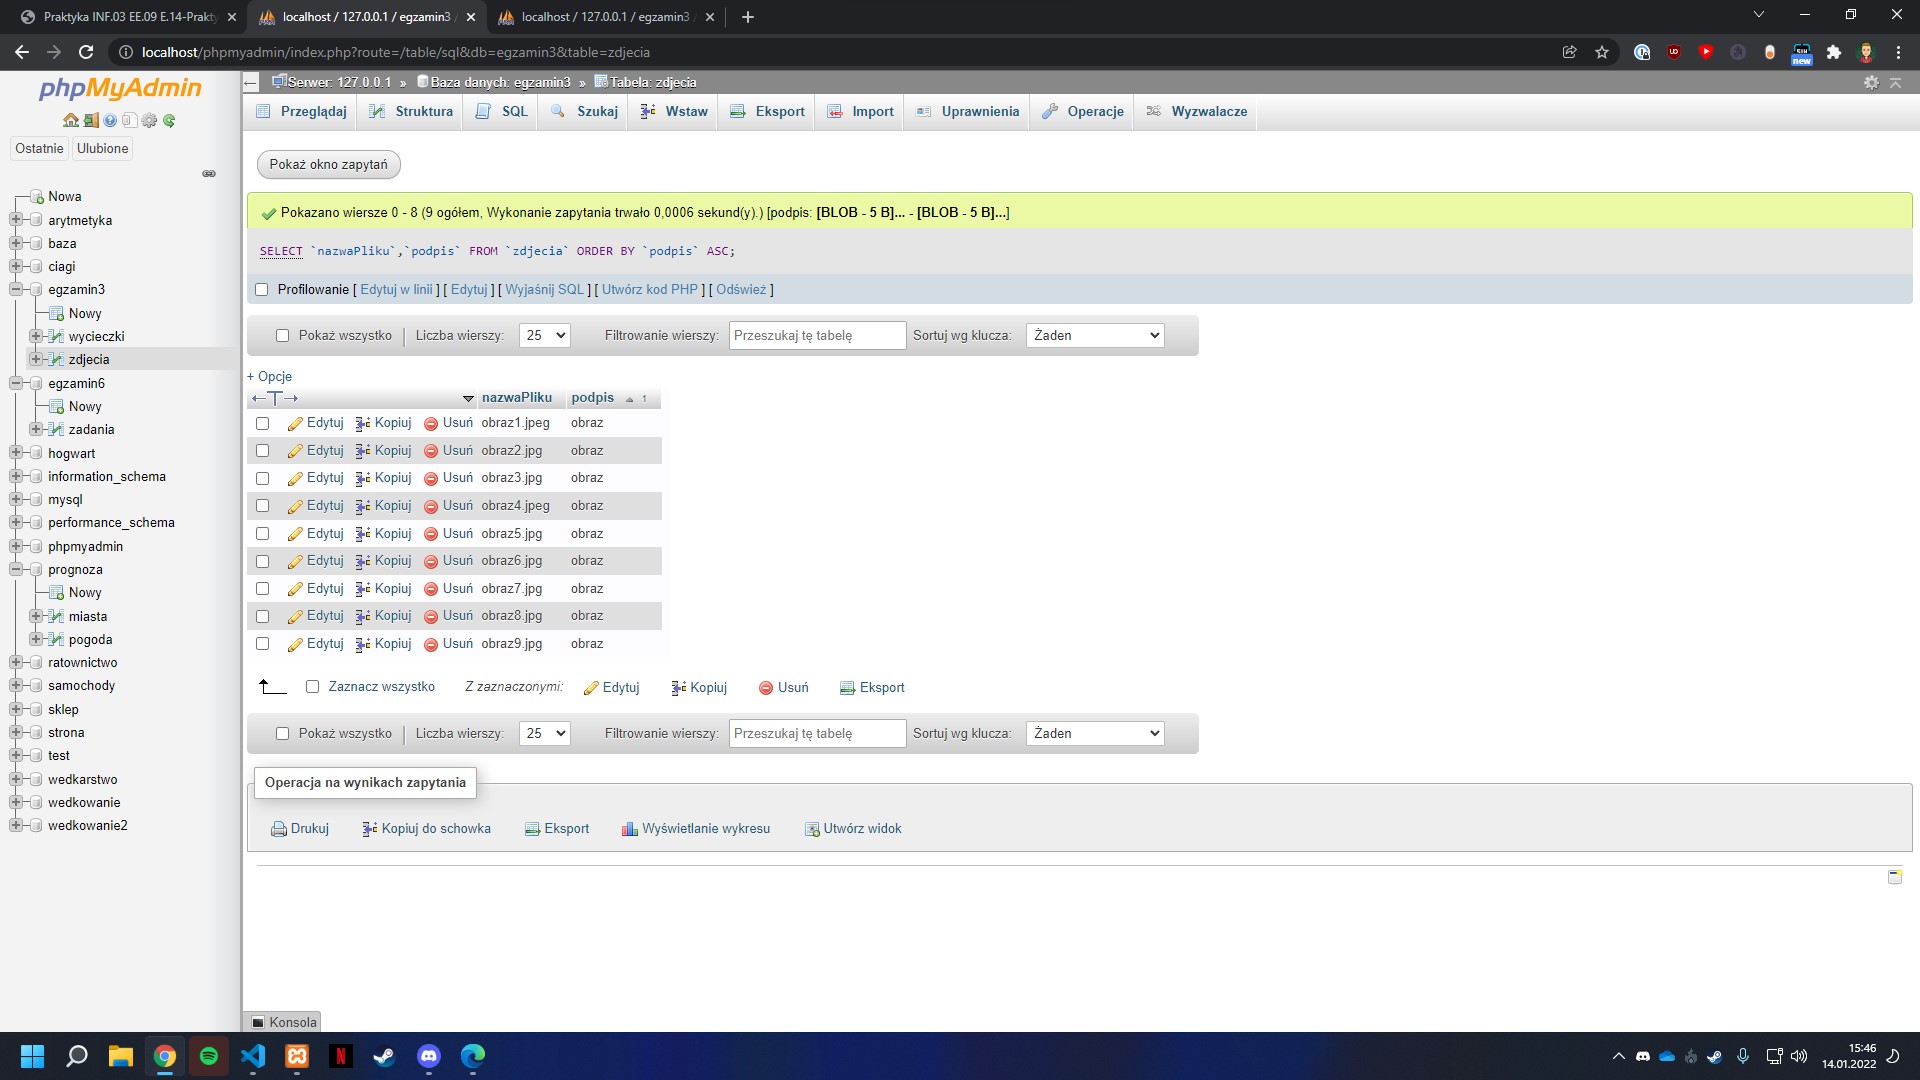 Praktyka INF.03 EE.09 E.14-Prakty
localhost / 127.0.0.1 / egzamin3 /
localhost / 127.0.0.1 / egzamin3
localhost/phpmyadmin/index.php?route=/table/sql&db=egzamin3&table=zdjecia
new
phpMyAdmin
Ostatnie Ulubione
Nowa
arytmetyka
baza
ciagi
egzamin3
Nowy
wycieczki
zdjecia
egzamin6
Nowy
zadania
hogwart
information_schema
mysql
performance_schema
phpmyadmin
prognoza
Nowy
miasta
pogoda
ratownictwo
samochody
sklep
strona
test
wedkarstwo
wedkowanie
wedkowanie2
Serwer: 127.0.0.1 » Baza danych: egzamin3 » Tabela: zdjecia
Przeglądaj Struktura SQL Szukaj Wstaw Eksport Import Uprawnienia Operacje Wyzwalacze
Pokaż okno zapytań
Pokazano wiersze 0 - 8 (9 ogółem, Wykonanie zapytania trwało 0,0006 sekund(y).) [podpis: [BLOB - 5 B]... - [BLOB - 5 B]...]
SELECT `nazwaPliku`,`podpis` FROM `zdjecia` ORDER BY `podpis` ASC;
Profilowanie [ Edytuj w linii ] [ Edytuj ] [ Wyjaśnij SQL ] [ Utwórz kod PHP ] [ Odśwież ]
Pokaż wszystko | Liczba wierszy: 25 Filtrowanie wierszy: Przeszukaj tę tabelę Sortuj wg klucza: Żaden
+ Opcje
←T→ nazwaPliku podpis 1
Edytuj Kopiuj Usuń obraz1.jpeg obraz
Edytuj Kopiuj Usuń obraz2.jpg obraz
Edytuj Kopiuj Usuń obraz3.jpg obraz
Edytuj Kopiuj Usuń obraz4.jpeg obraz
Edytuj Kopiuj Usuń obraz5.jpg obraz
Edytuj Kopiuj Usuń obraz6.jpg obraz
Edytuj Kopiuj Usuń obraz7.jpg obraz
Edytuj Kopiuj Usuń obraz8.jpg obraz
Edytuj Kopiuj Usuń obraz9.jpg obraz
Zaznacz wszystko Z zaznaczonymi: Edytuj Kopiuj Usuń Eksport
Pokaż wszystko | Liczba wierszy: 25 Filtrowanie wierszy: Przeszukaj tę tabelę Sortuj wg klucza: Żaden
Operacja na wynikach zapytania
Drukuj Kopiuj do schowka Eksport Wyświetlanie wykresu Utwórz widok
Konsola
15:46
14.01.2022